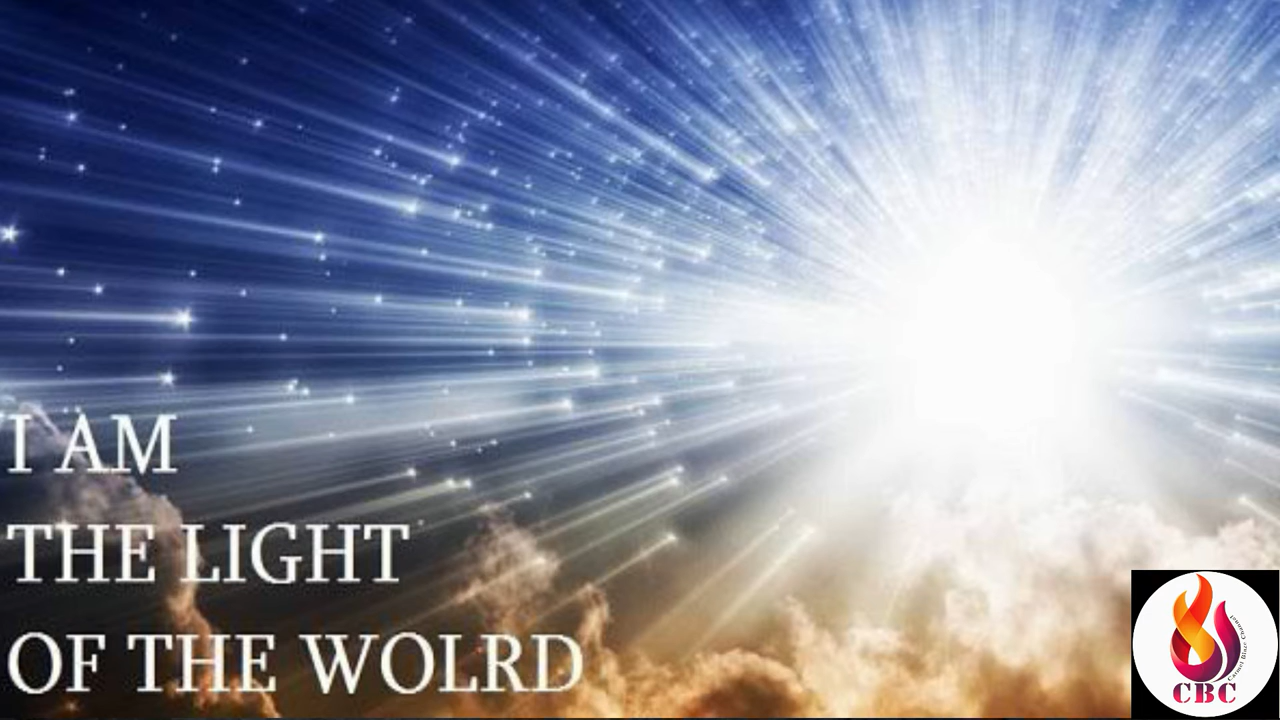 I AM
THE LIGHT
OF THE WOLRD
CBC